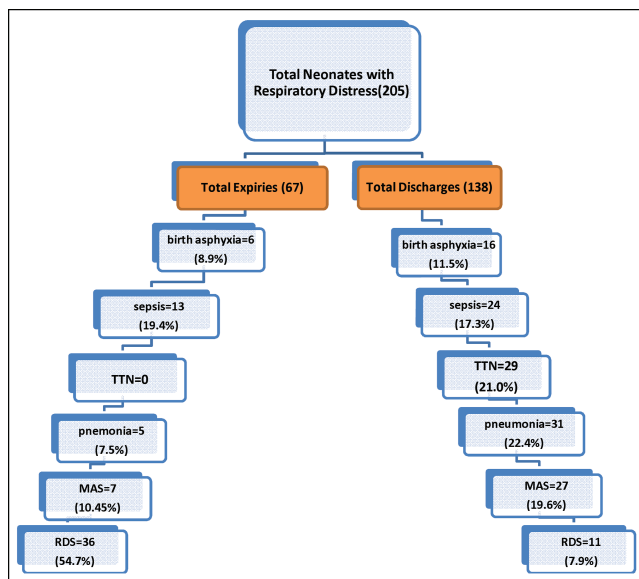 Total Neonates with
Respiratory Distress(205)
Total Expiries (67)
Total Discharges (138)
birth asphyxia=6
(8.9%)
sepsis=13
(19.4%)
TTN=0
pnemonia=5
(7.5%)
MAS=7
(10.45%)
RDS=36
(54.7%)
birth asphyxia=16
(11.5%)
sepsis=24
(17.3%)
TTN=29
(21.0%)
pneumonia=31
(22.4%)
MAS=27
(19.6%)
RDS=11
(7.9%)